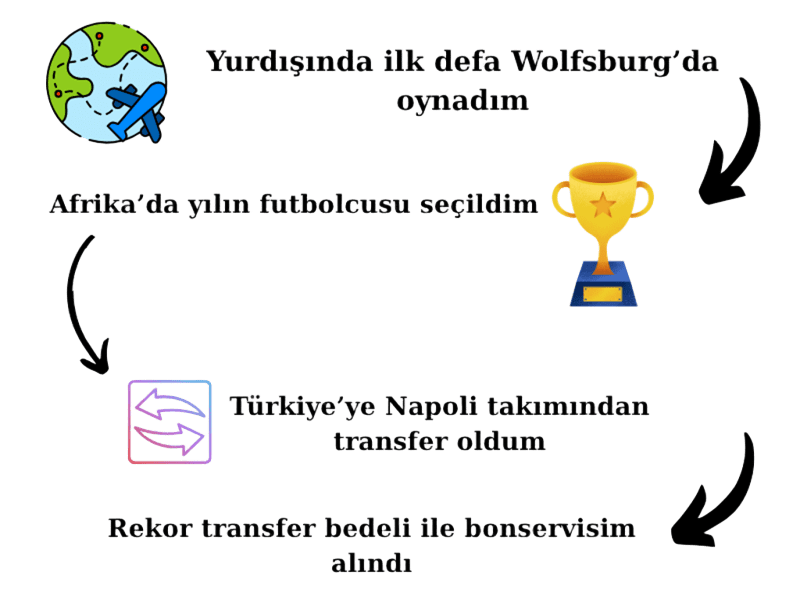 Yurdışında ilk defa Wolfsburg’da
oynadım
Afrika’da yılın futbolcusu seçildim
Türkiye’ye Napoli takımından
transfer oldum
Rekor transfer bedeli ile bonservisim
alındı